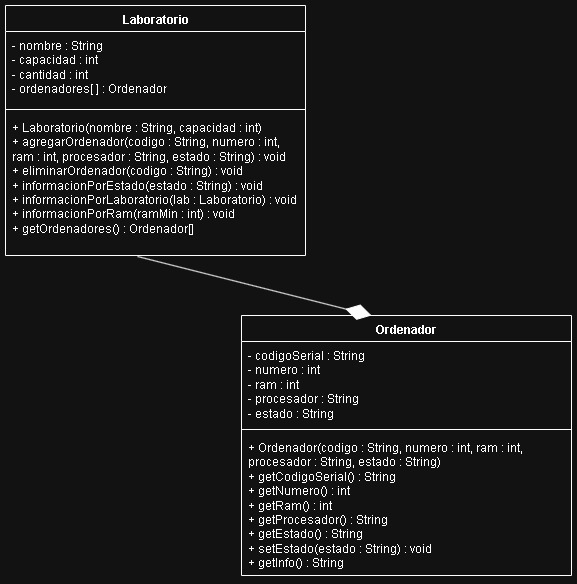 Laboratorio
- nombre : String
- capacidad : int
- cantidad : int
- ordenadores[ ] : Ordenador
+ Laboratorio(nombre : String, capacidad : int)
+ agregarOrdenador(codigo : String, numero : int,
ram : int, procesador : String, estado : String) : void
+ eliminarOrdenador(codigo : String) : void
+ informacionPorEstado(estado : String) : void
+ informacionPorLaboratorio(lab : Laboratorio) : void
+ informacionPorRam(ramMin : int) : void
+ getOrdenadores() : Ordenador[]
Ordenador
- codigoSerial : String
- numero : int
- ram : int
- procesador : String
- estado : String
+ Ordenador(codigo : String, numero : int, ram : int,
procesador : String, estado : String)
+ getCodigoSerial() : String
+ getNumero() : int
+ getRam() : int
+ getProcesador() : String
+ getEstado() : String
+ setEstado(estado : String) : void
+ getInfo() : String